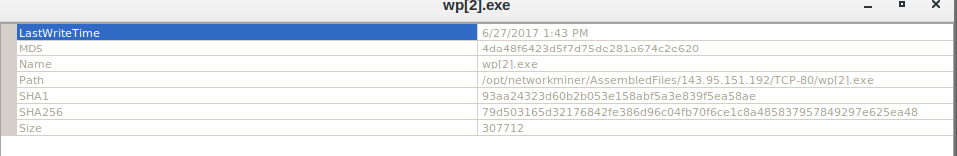 wp[2].exe
LastWriteTime 6/27/2017 1:43 PM
MD5 4da48f6423d5f7d75de281a674c2e620
Name wp[2].exe
Path /opt/networkminer/AssembledFiles/143.95.151.192/TCP-80/wp[2].exe
SHA1 93aa24323d60b2b053e158abf5a3e839f5ea58ae
SHA256 79d503165d32176842fe386d96c04fb70f6ce1c8a485837957849297e625ea48
Size 307712